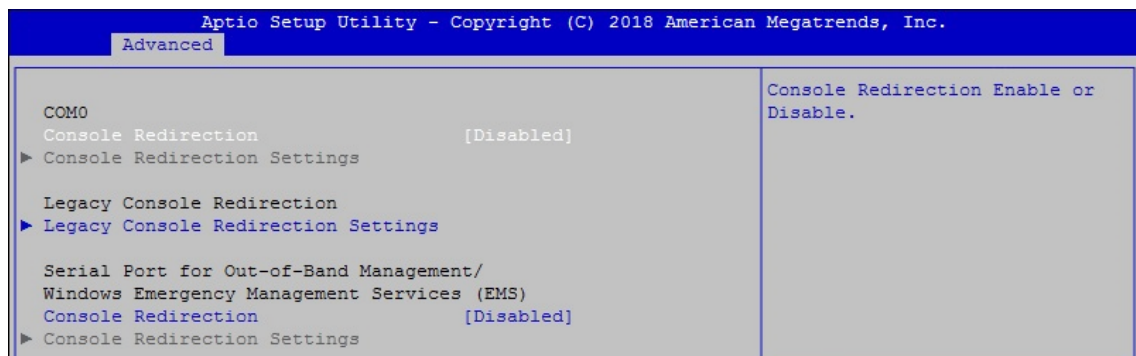 Aptio Setup Utility - Copyright (C) 2018 American Megatrends, Inc.
Advanced
COM0
Console Redirection [Disabled]
► Console Redirection Settings
Legacy Console Redirection
► Legacy Console Redirection Settings
Serial Port for Out-of-Band Management/
Windows Emergency Management Services (EMS)
Console Redirection [Disabled]
► Console Redirection Settings
Console Redirection Enable or
Disable.